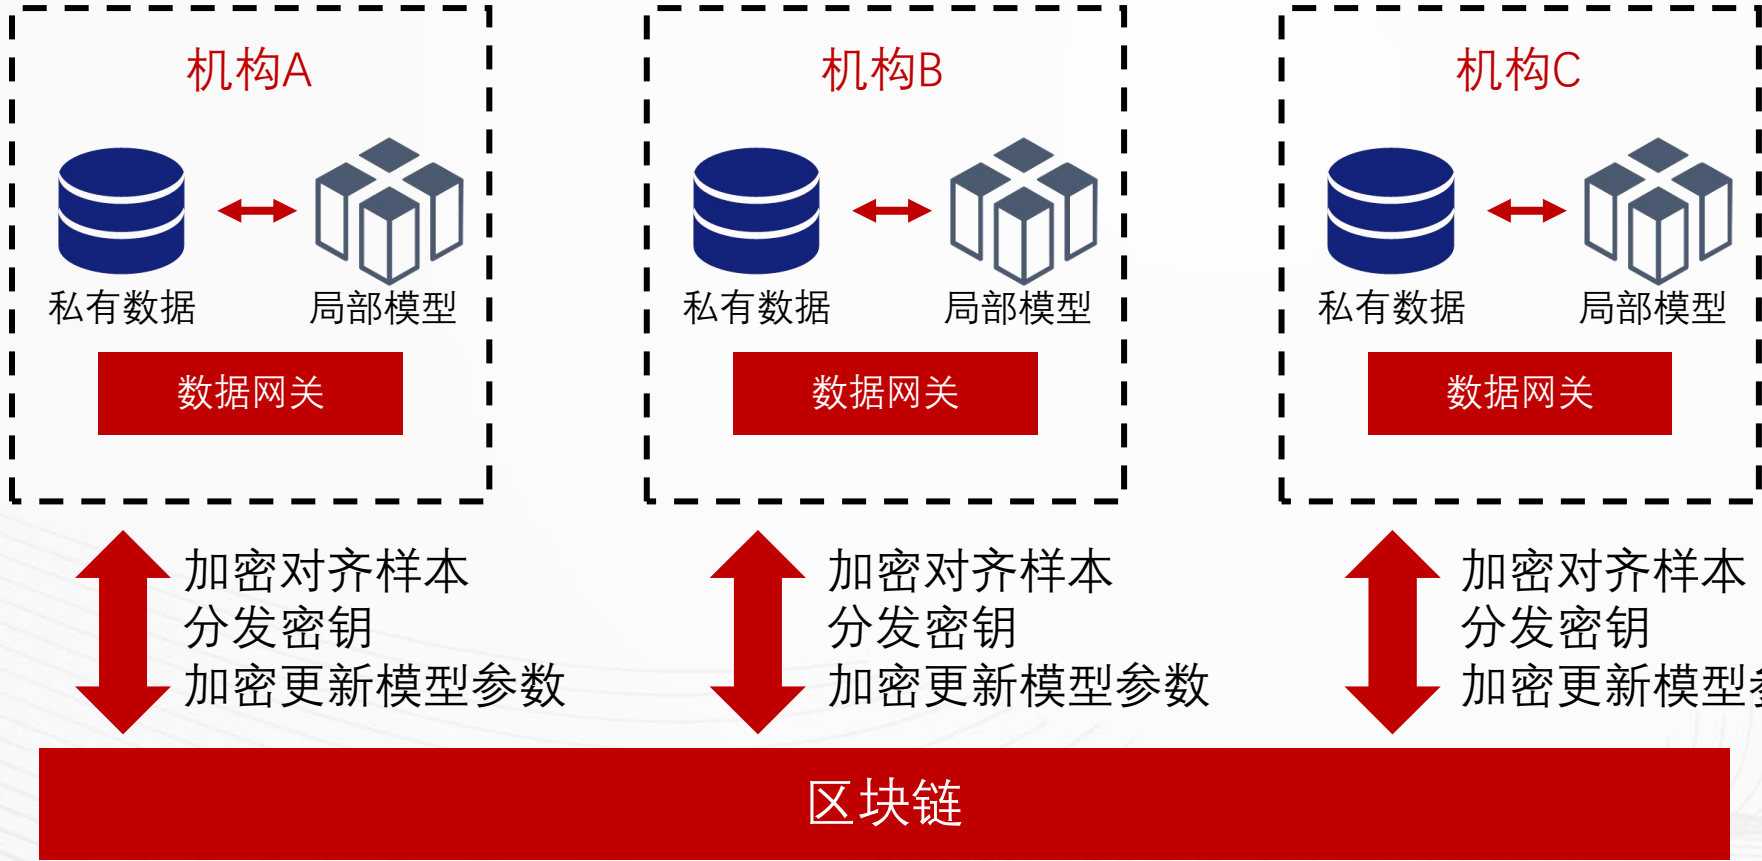 机构A
私有数据
局部模型
数据网关
加密对齐样本
分发密钥
加密更新模型参数
机构B
私有数据
局部模型
数据网关
加密对齐样本
分发密钥
加密更新模型参数
机构C
私有数据
局部模型
数据网关
加密对齐样本
分发密钥
加密更新模型
区块链